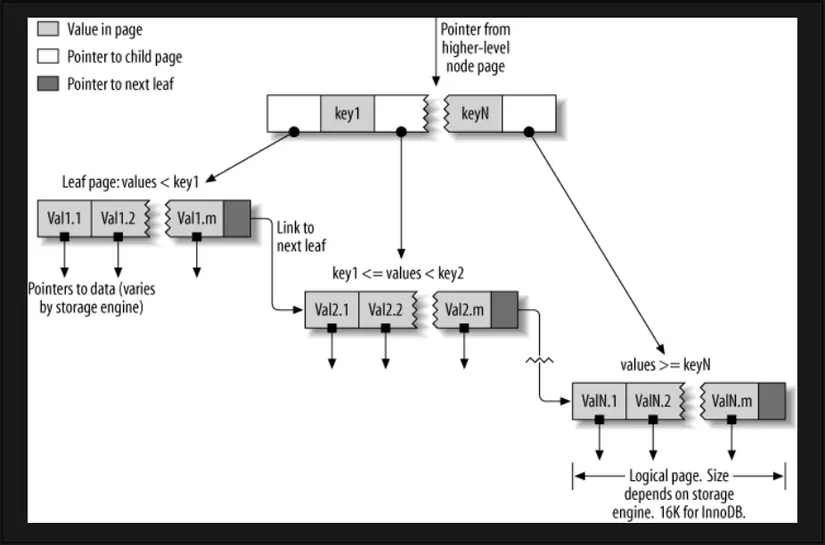 Value in page
Pointer to child page
Pointer to next leaf
Pointer from
higher-level
node page
key1
keyN
Leaf page: values < key1
Val1.1
Val1.2
Val1.m
Link to
next leaf
Pointers to data (varies
by storage engine)
key1 <= values < key2
Val2.1
Val2.2
Val2.m
values >= keyN
ValN.1
ValN.2
ValN.m
Logical page. Size
depends on storage
engine. 16K for InnoDB.